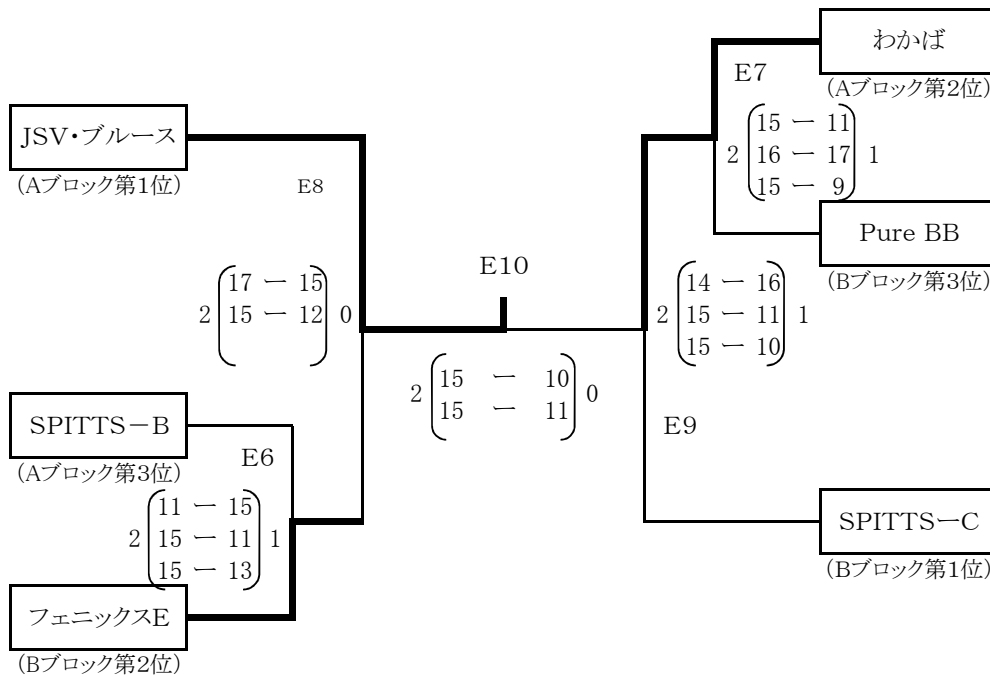 わかば
(Aブロック第2位)
E7
2 15 ー 11
16 ー 17 1
15 ー 9
Pure BB
(Bブロック第3位)
JSV・ブルース
(Aブロック第1位)
E8
17 ー 15
2 15 ー 12 0
E10
14 ー 16
2 15 ー 11 1
15 ー 10
2 15 ー 10 0
15 ー 11
E9
SPITTS－B
(Aブロック第3位)
E6
11 ー 15
2 15 ー 11 1
15 ー 13
フェニックスE
(Bブロック第2位)
SPITTSーC
(Bブロック第1位)